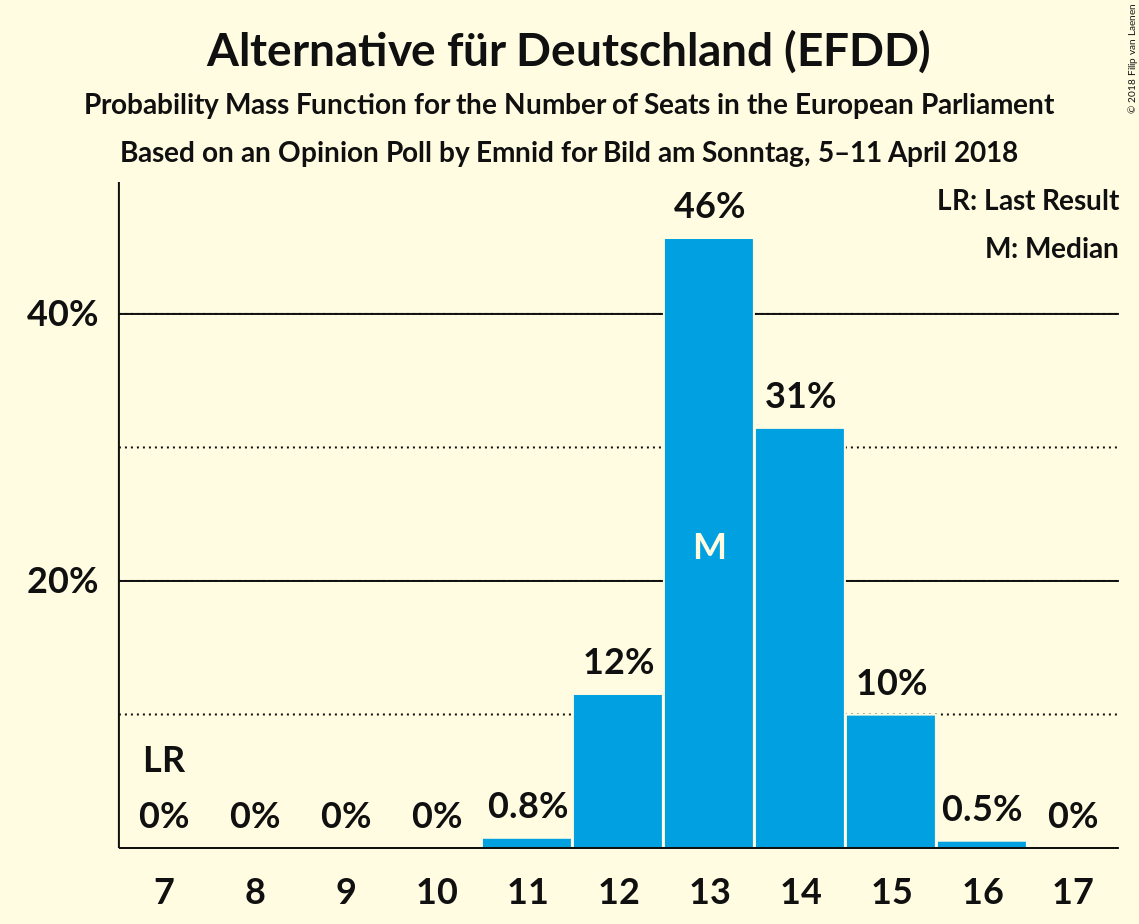 Alternative für Deutschland (EFDD)
Probability Mass Function for the Number of Seats in the European Parliament
Based on an Opinion Poll by Emnid for Bild am Sonntag, 5–11 April 2018
© 2018 Filip van Laenen
LR: Last Result
M: Median
46%
40%
31%
M
20%
12%
10%
LR
0% 0% 0% 0% 0.8% 0.5% 0%
7 8 9 10 11 12 13 14 15 16 17